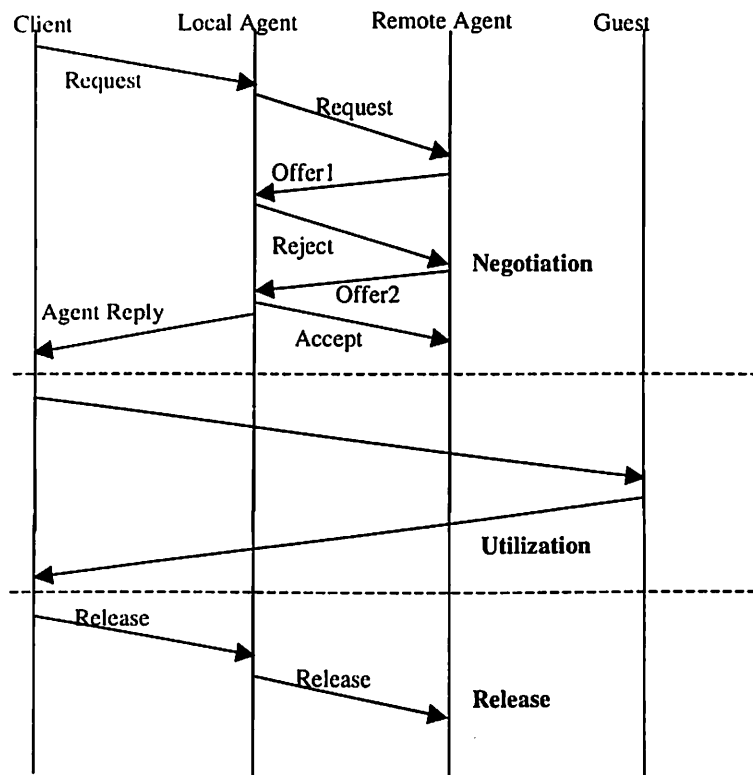 Client Local Agent Remote Agent Guest
Request
Request
Offer1
Reject
Negotiation
Offer2
Agent Reply
Accept
Utilization
Release
Release
Release